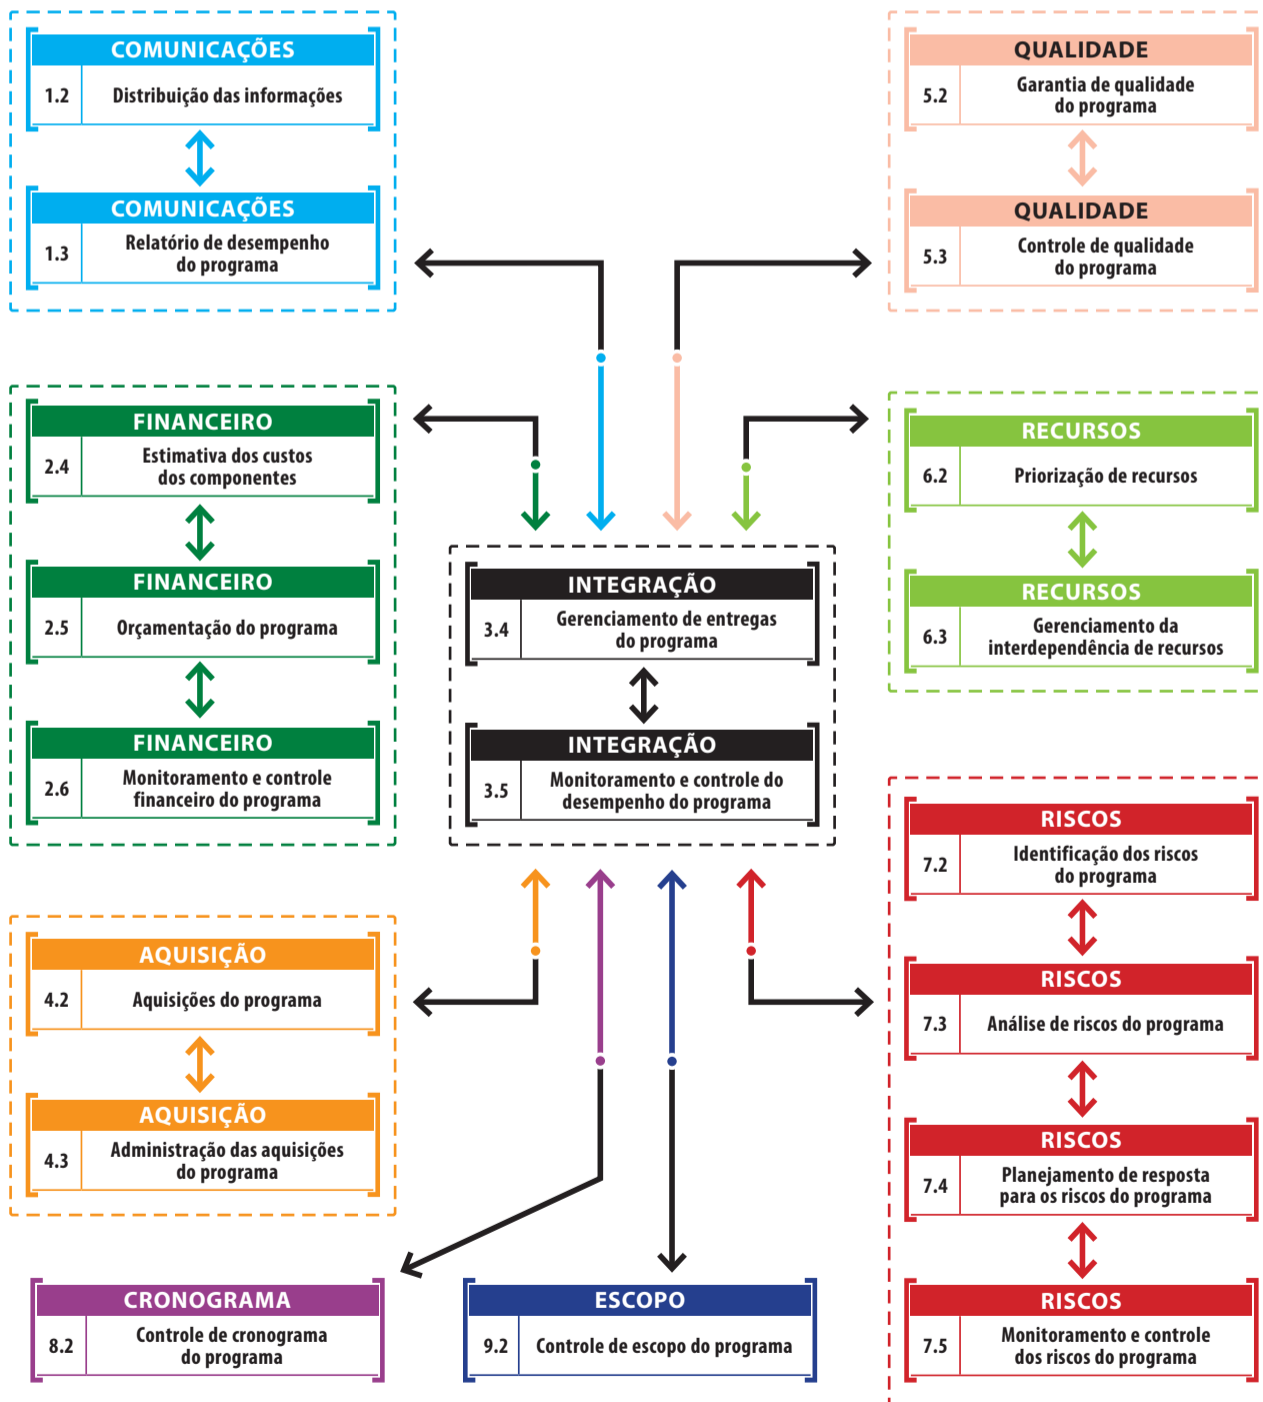 COMUNICAÇÕES
1.2
Distribuição das informações
COMUNICAÇÕES
1.3
Relatório de desempenho
do programa
QUALIDADE
5.2
Garantia de qualidade
do programa
QUALIDADE
5.3
Controle de qualidade
do programa
FINANCEIRO
2.4
Estimativa dos custos
dos componentes
FINANCEIRO
2.5
Orçamentação do programa
FINANCEIRO
2.6
Monitoramento e controle
financeiro do programa
INTEGRAÇÃO
3.4
Gerenciamento de entregas
do programa
INTEGRAÇÃO
3.5
Monitoramento e controle do
desempenho do programa
RECURSOS
6.2
Priorização de recursos
RECURSOS
6.3
Gerenciamento da
interdependência de recursos
AQUISIÇÃO
4.2
Aquisições do programa
AQUISIÇÃO
4.3
Administração das aquisições
do programa
RISCOS
7.2
Identificação dos riscos
do programa
RISCOS
7.3
Análise de riscos do programa
RISCOS
7.4
Planejamento de resposta
para os riscos do programa
RISCOS
7.5
Monitoramento e controle
dos riscos do programa
CRONOGRAMA
8.2
Controle de cronograma
do programa
ESCOPO
9.2
Controle de escopo do programa